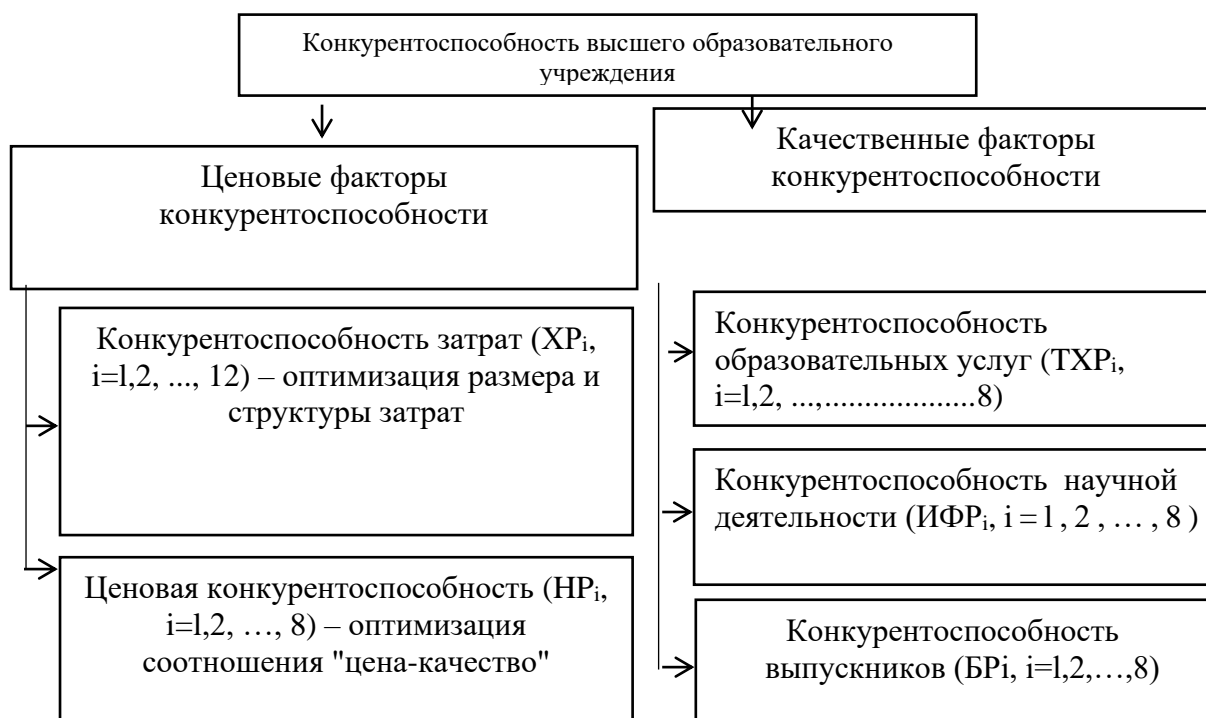 Конкурентоспособность высшего образовательного
учреждения
Ценовые факторы
конкурентоспособности
Качественные факторы
конкурентоспособности
Конкурентоспособность затрат (ХРi,
i=l,2, ..., 12) – оптимизация размера и
структуры затрат
Ценовая конкурентоспособность (НРi,
i=l,2, …, 8) – оптимизация
соотношения "цена-качество"
Конкурентоспособность
образовательных услуг (ТХРi,
i=l,2, ...,...................8)
Конкурентоспособность научной
деятельности (ИФРi, i = l , 2 , … , 8 )
Конкурентоспособность
выпускников (БРi, i=l,2,…,8)